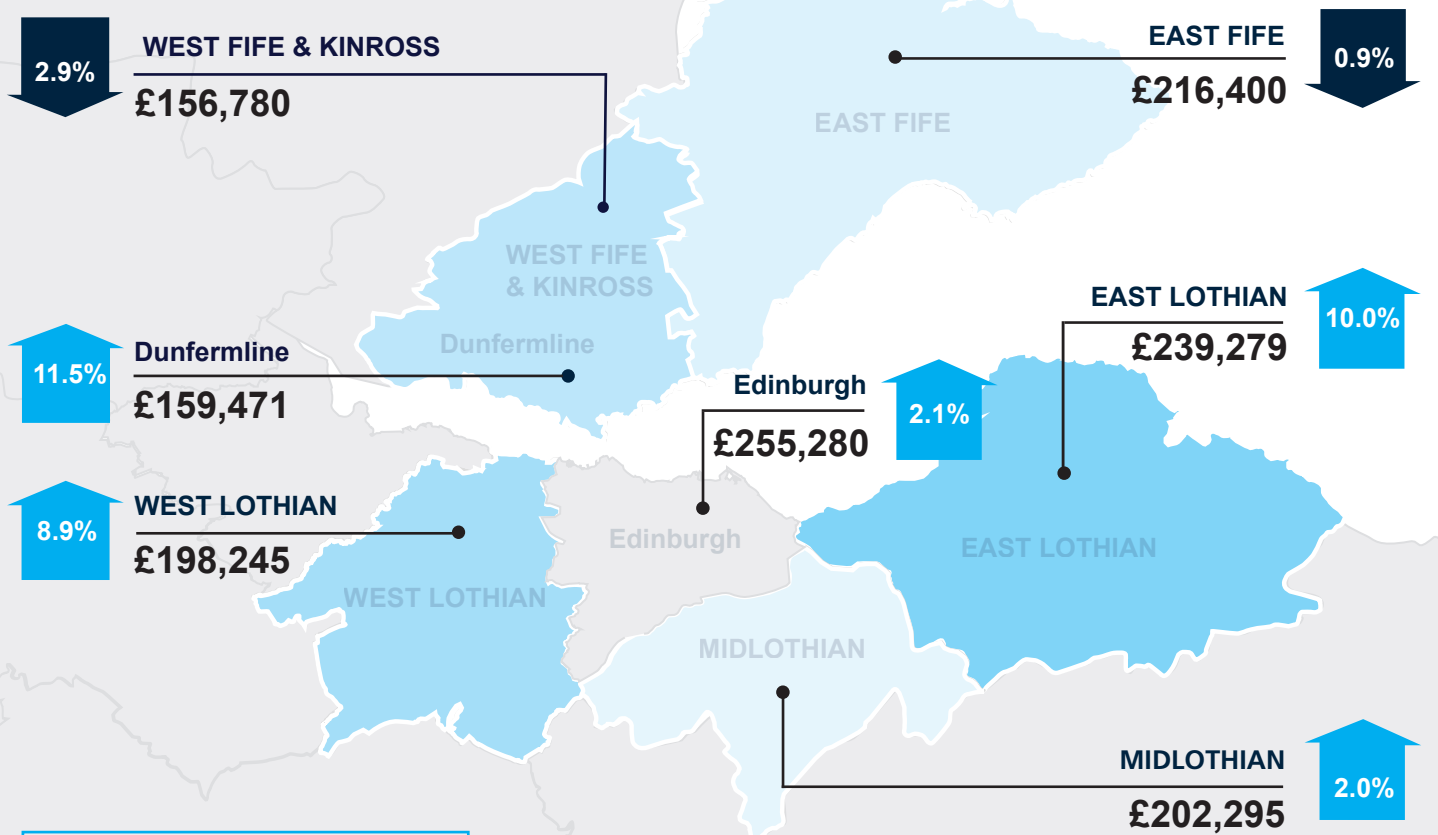 2.9%
WEST FIFE & KINROSS
£156,780
EAST FIFE
£216,400
0.9%
EAST FIFE
WEST FIFE
& KINROSS
Dunfermline
11.5%
Dunfermline
£159,471
EAST LOTHIAN
£239,279
10.0%
Edinburgh
£255,280
2.1%
8.9%
WEST LOTHIAN
£198,245
Edinburgh
EAST LOTHIAN
WEST LOTHIAN
MIDLOTHIAN
MIDLOTHIAN
£202,295
2.0%